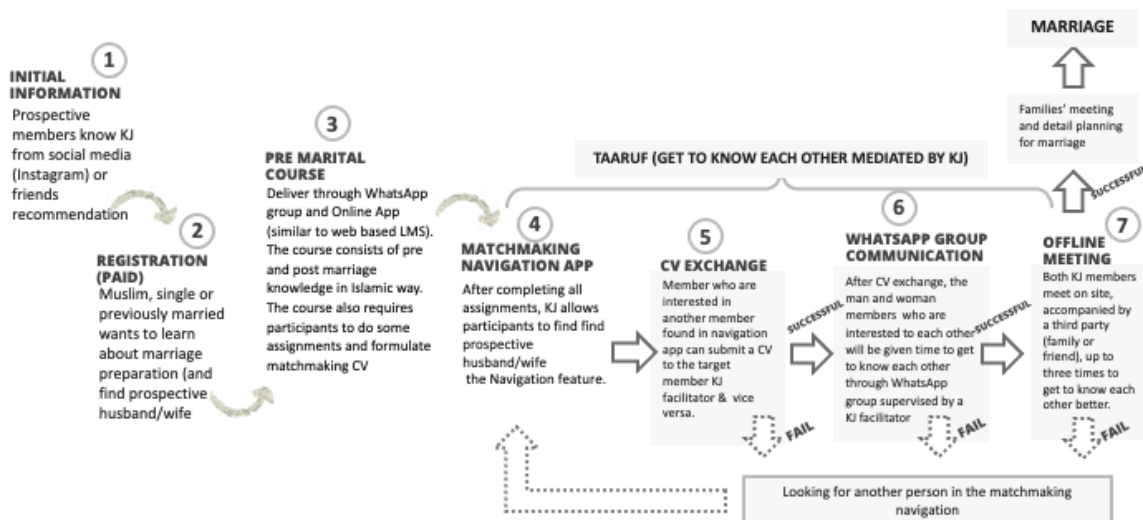 1
INITIAL
INFORMATION
Prospective
members know KJ
from social media
(Instagram) or
friends
recommendation
2
REGISTRATION
(PAID)
Muslim, single or
previously married
wants to learn
about marriage
preparation (and
find prospective
husband/wife
3
PRE MARITAL
COURSE
Deliver through WhatsApp
group and Online App
(similar to web based LMS).
The course consists of pre
and post marriage
knowledge in Islamic way.
The course also requires
participants to do some
assignments and formulate
matchmaking CV
TAARUF (GET TO KNOW EACH OTHER MEDIATED BY KJ)
4
MATCHMAKING
NAVIGATION APP
After completing all
assignments, KJ allows
participants to find find
prospective
husband/wife
the Navigation feature.
5
CV EXCHANGE
Member who are
interested in
another member
found in navigation
app can submit a CV
to the target
member KJ
facilitator & vice
versa.
SUCCESSFUL
FAIL
6
WHATSAPP GROUP
COMMUNICATION
After CV exchange, the
man and woman
members who are
interested to each other
will be given time to get
to know each other
through WhatsApp
group supervised by a
KJ facilitator
SUCCESSFUL
FAIL
7
OFFLINE
MEETING
Both KJ members
meet on site,
accompanied by
a third party
(family or
friend), up to
three times to
get to know each
other better.
SUCCESSFUL
FAIL
Families' meeting
and detail planning
for marriage
MARRIAGE
Looking for another person in the matchmaking
navigation